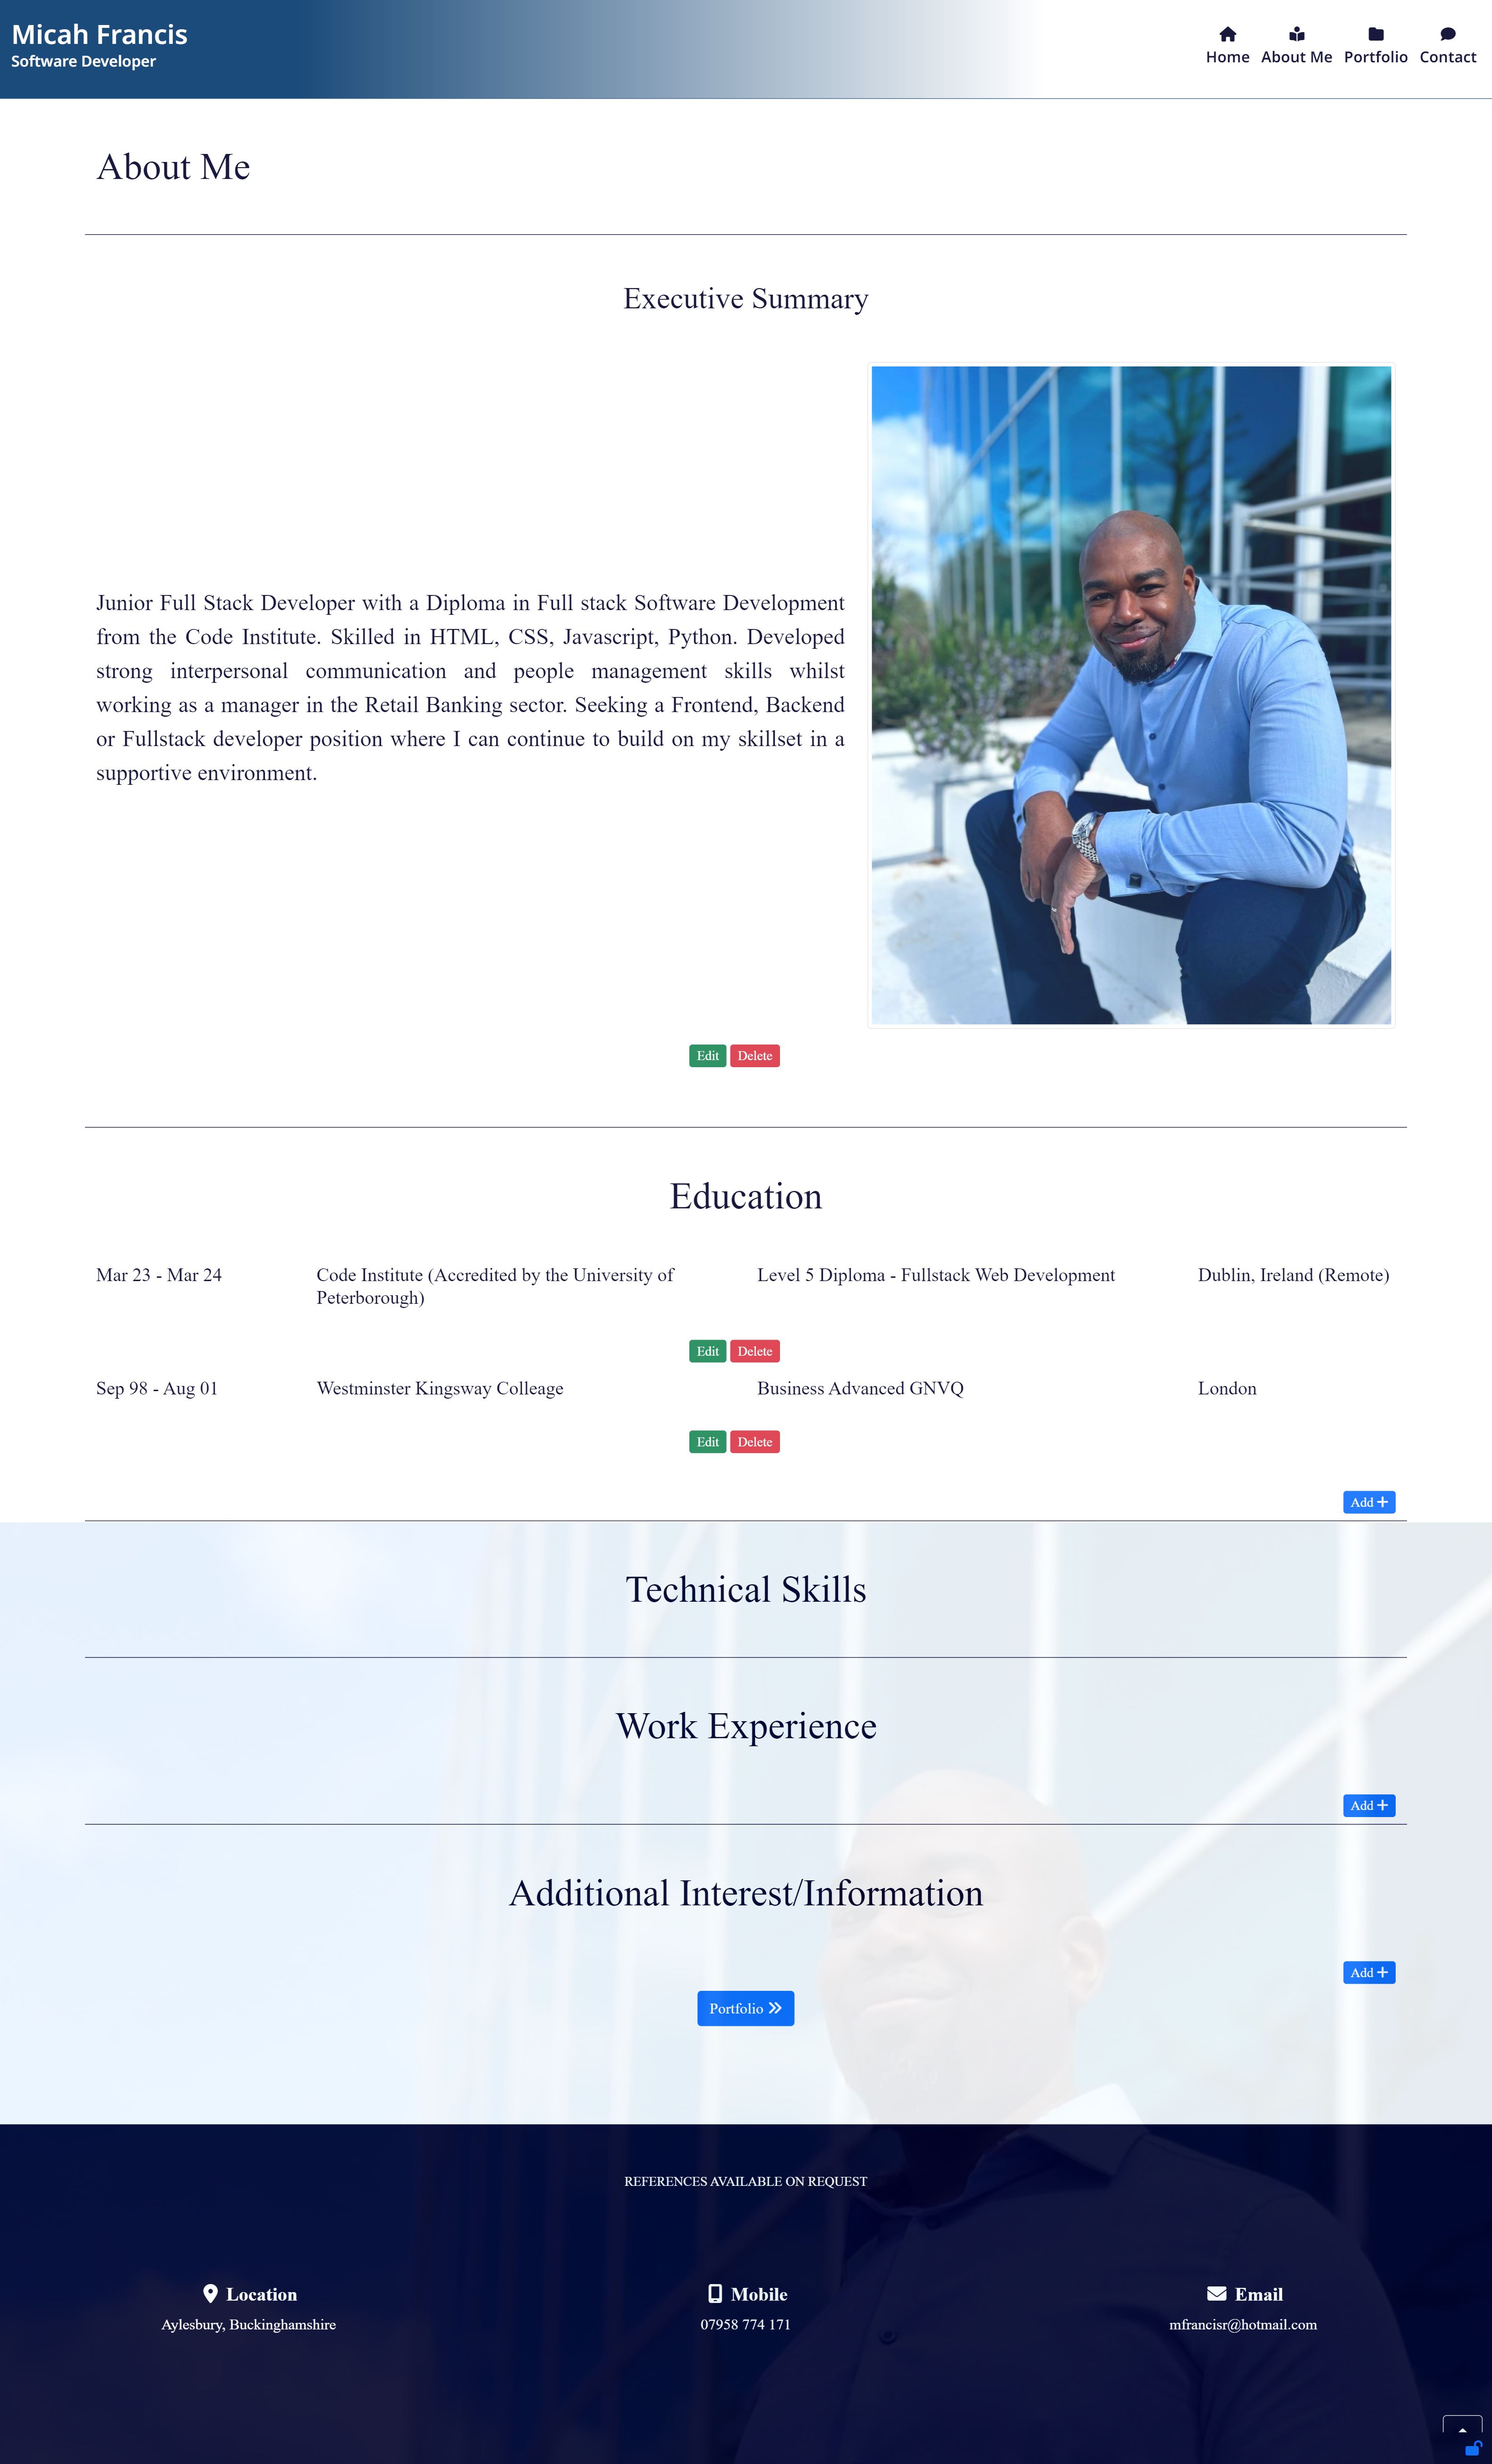 Micah Francis
Software Developer
Home About Me Portfolio Contact
About Me
Executive Summary
Junior Full Stack Developer with a Diploma in Full stack Software Development
from the Code Institute. Skilled in HTML, CSS, Javascript, Python. Developed
strong interpersonal communication and people management skills whilst
working as a manager in the Retail Banking sector. Seeking a Frontend, Backend
or Fullstack developer position where I can continue to build on my skillset in a
supportive environment.
Edit Delete
Education
Mar 23 - Mar 24 Code Institute (Accredited by the University of Level 5 Diploma - Fullstack Web Development Dublin, Ireland (Remote)
Peterborough)
Edit Delete
Sep 98 - Aug 01 Westminster Kingsway Colleage Business Advanced GNVQ London
Edit Delete
Add
Technical Skills
Work Experience
Add
Additional Interest/Information
Add
Portfolio
REFERENCES AVAILABLE ON REQUEST
Location Mobile Email
Aylesbury, Buckinghamshire 07958 774 171 mfrancisr@hotmail.com